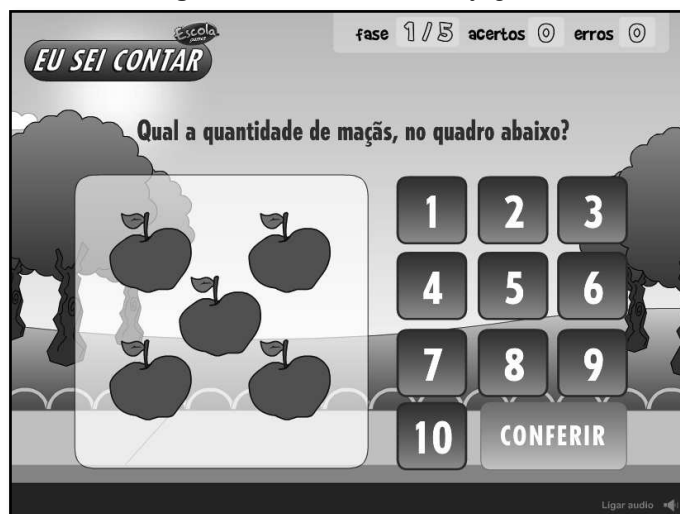 Escola
EU SEI CONTAR
fase 1/5 acertos 0 erros 0
Qual a quantidade de maçãs, no quadro abaixo?
1 2 3
4 5 6
7 8 9
10 CONFERIR
Ligar audio